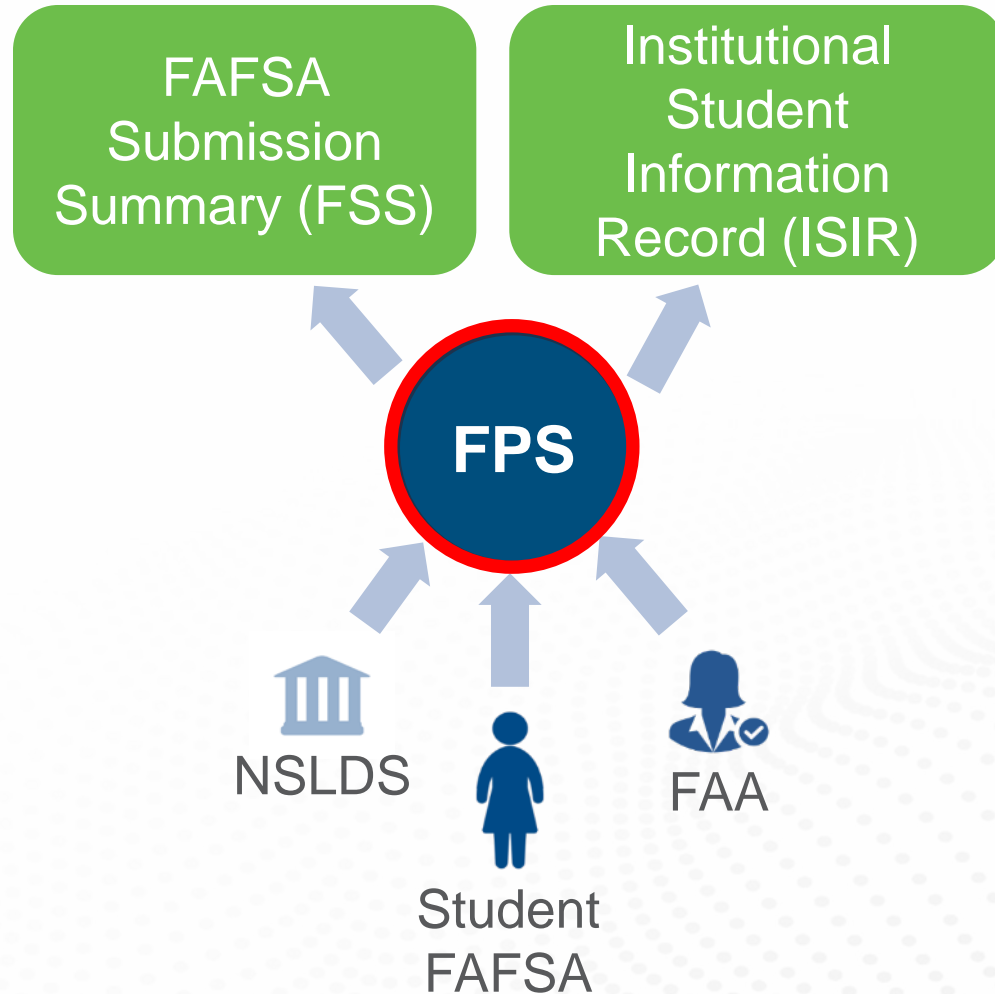 FAFSA
Submission
Summary (FSS)
Institutional
Student
Information
Record (ISIR)
FPS
NSLDS
FAA
Student
FAFSA